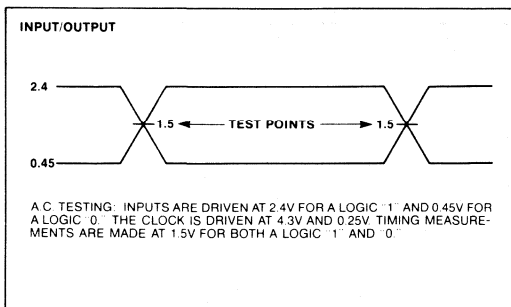 INPUT/OUTPUT
2.4
1.5 TEST POINTS 1.5
0.45
A.C. TESTING: INPUTS ARE DRIVEN AT 2.4V FOR A LOGIC "1" AND 0.45V FOR
A LOGIC "0." THE CLOCK IS DRIVEN AT 4.3V AND 0.25V. TIMING MEASURE-
MENTS ARE MADE AT 1.5V FOR BOTH A LOGIC "1" AND "0."